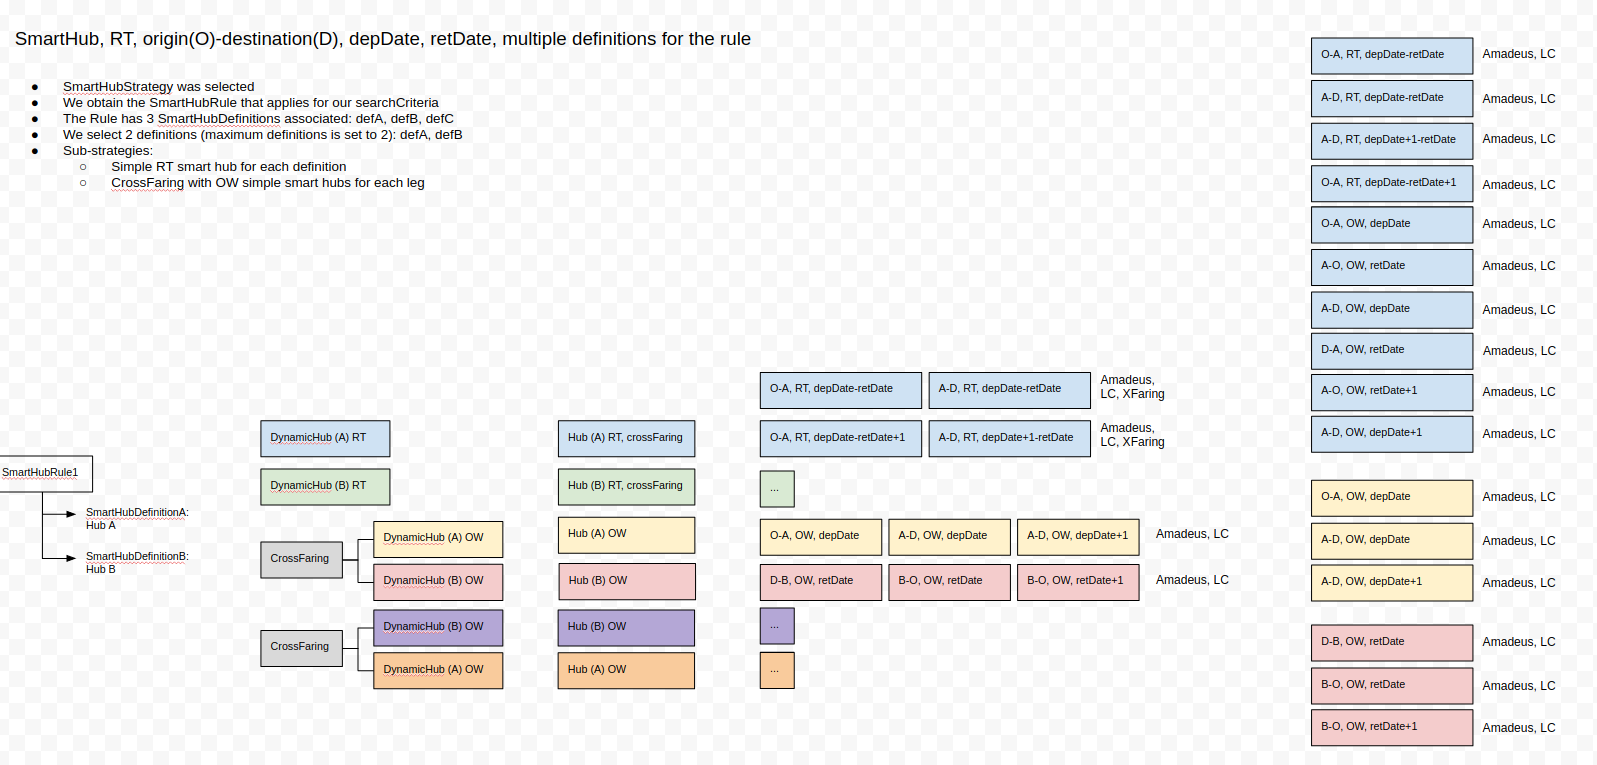 SmartHub, RT, origin(O)-destination(D), depDate, retDate, multiple definitions for the rule
● SmartHubStrategy was selected
● We obtain the SmartHubRule that applies for our searchCriteria
● The Rule has 3 SmartHubDefinitions associated: defA, defB, defC
● We select 2 definitions (maximum definitions is set to 2): defA, defB
● Sub-strategies:
○ Simple RT smart hub for each definition
○ CrossFaring with OW simple smart hubs for each leg
SmartHubRule1
SmartHubDefinitionA:
Hub A
SmartHubDefinitionB:
Hub B
DynamicHub (A) RT
DynamicHub (B) RT
CrossFaring
DynamicHub (A) OW
DynamicHub (B) OW
CrossFaring
DynamicHub (B) OW
DynamicHub (A) OW
Hub (A) RT, crossFaring
Hub (B) RT, crossFaring
Hub (A) OW
Hub (B) OW
Hub (B) OW
Hub (A) OW
O-A, RT, depDate-retDate
A-D, RT, depDate-retDate
Amadeus,
LC, XFaring
O-A, RT, depDate-retDate+1
A-D, RT, depDate+1-retDate
Amadeus,
LC, XFaring
...
O-A, OW, depDate
A-D, OW, depDate
A-D, OW, depDate+1
Amadeus, LC
D-B, OW, retDate
B-O, OW, retDate
B-O, OW, retDate+1
Amadeus, LC
...
...
O-A, RT, depDate-retDate
Amadeus, LC
A-D, RT, depDate-retDate
Amadeus, LC
A-D, RT, depDate+1-retDate
Amadeus, LC
O-A, RT, depDate-retDate+1
Amadeus, LC
O-A, OW, depDate
Amadeus, LC
A-O, OW, retDate
Amadeus, LC
A-D, OW, depDate
Amadeus, LC
D-A, OW, retDate
Amadeus, LC
A-O, OW, retDate+1
Amadeus, LC
A-D, OW, depDate+1
Amadeus, LC
O-A, OW, depDate
Amadeus, LC
A-D, OW, depDate
Amadeus, LC
A-D, OW, depDate+1
Amadeus, LC
D-B, OW, retDate
Amadeus, LC
B-O, OW, retDate
Amadeus, LC
B-O, OW, retDate+1
Amadeus, LC